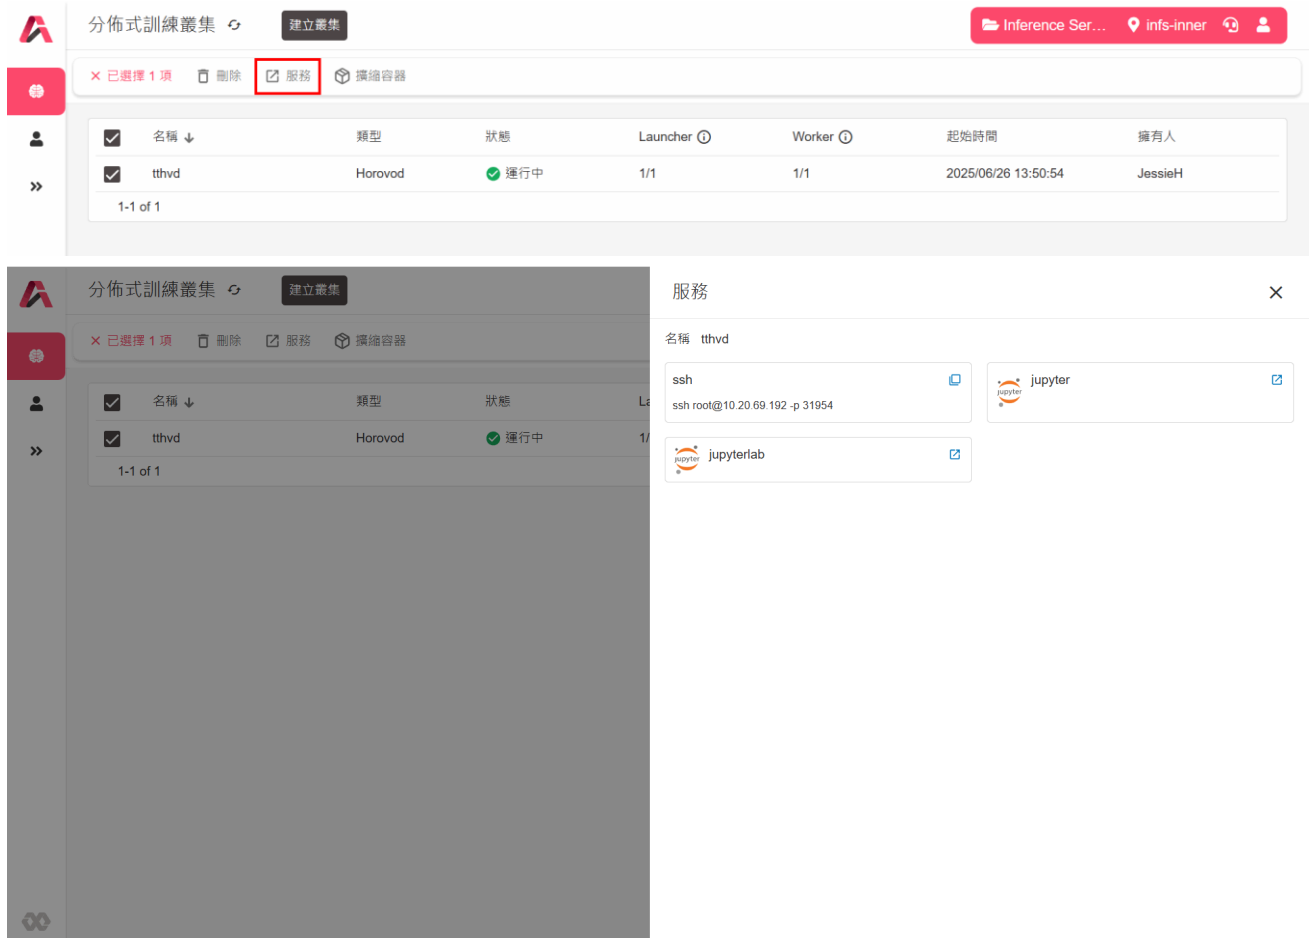 分佈式訓練叢集 建立叢集 Inference Ser... infs-inner
已選擇 1 項 刪除 服務 擴縮容器
名稱 類型 狀態 Launcher Worker 起始時間 擁有人
tthvd Horovod 運行中 1/1 1/1 2025/06/26 13:50:54 JessieH
1-1 of 1
分佈式訓練叢集 建立叢集
已選擇 1 項 刪除 服務 擴縮容器
名稱 類型 狀態 La
tthvd Horovod 運行中 1/
1-1 of 1
服務
名稱 tthvd
ssh
ssh root@10.20.69.192 -p 31954
jupyter jupyter
jupyter jupyterlab